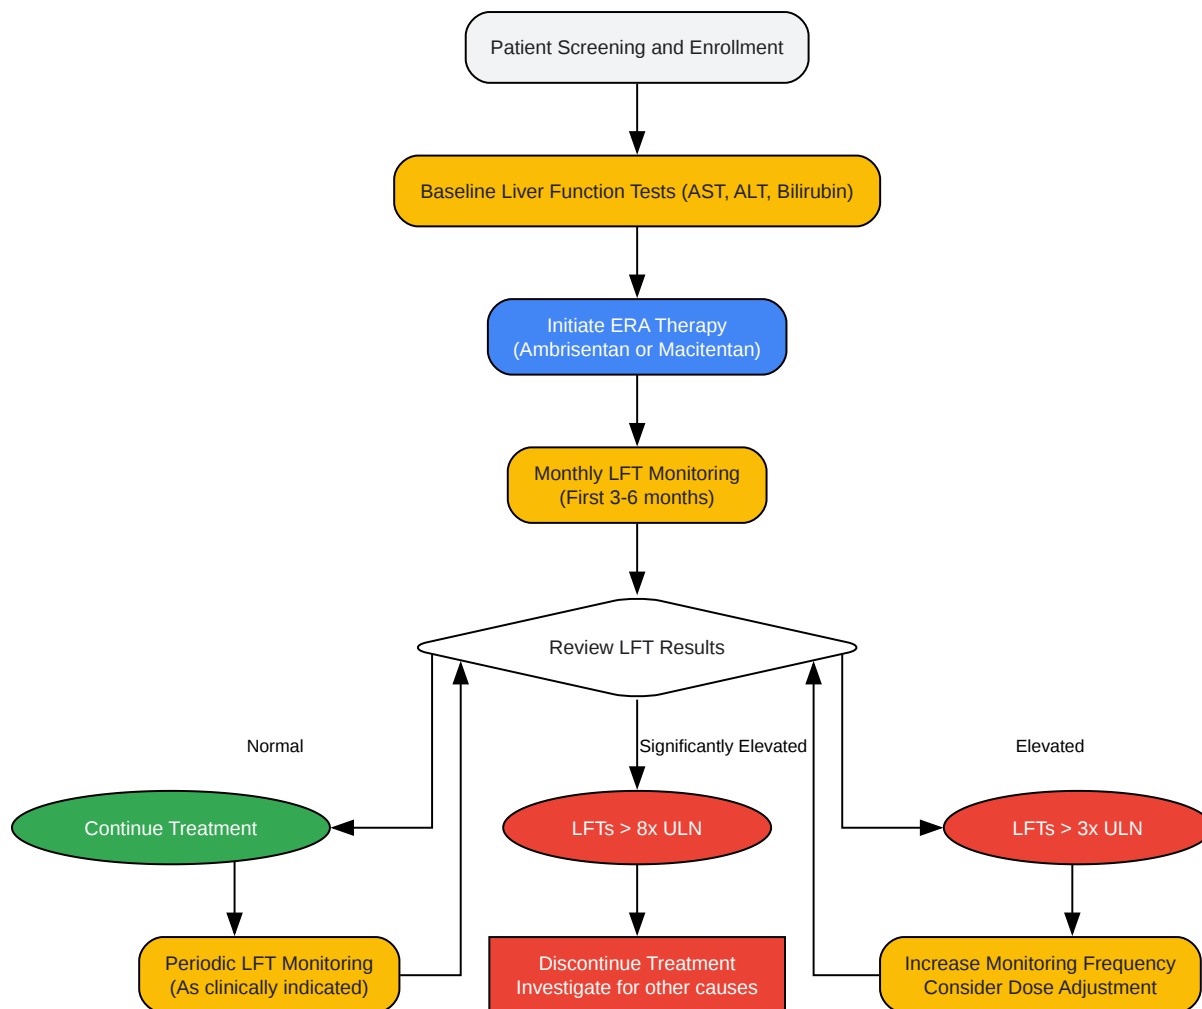 Patient Screening and Enrollment
Baseline Liver Function Tests (AST, ALT, Bilirubin)
Initiate ERA Therapy
(Ambrisentan or Macitentan)
Monthly LFT Monitoring
(First 3-6 months)
Review LFT Results
Normal
Significantly Elevated
Elevated
Continue Treatment
LFTs > 8x ULN
LFTs > 3x ULN
Periodic LFT Monitoring
(As clinically indicated)
Discontinue Treatment
Investigate for other causes
Increase Monitoring Frequency
Consider Dose Adjustment